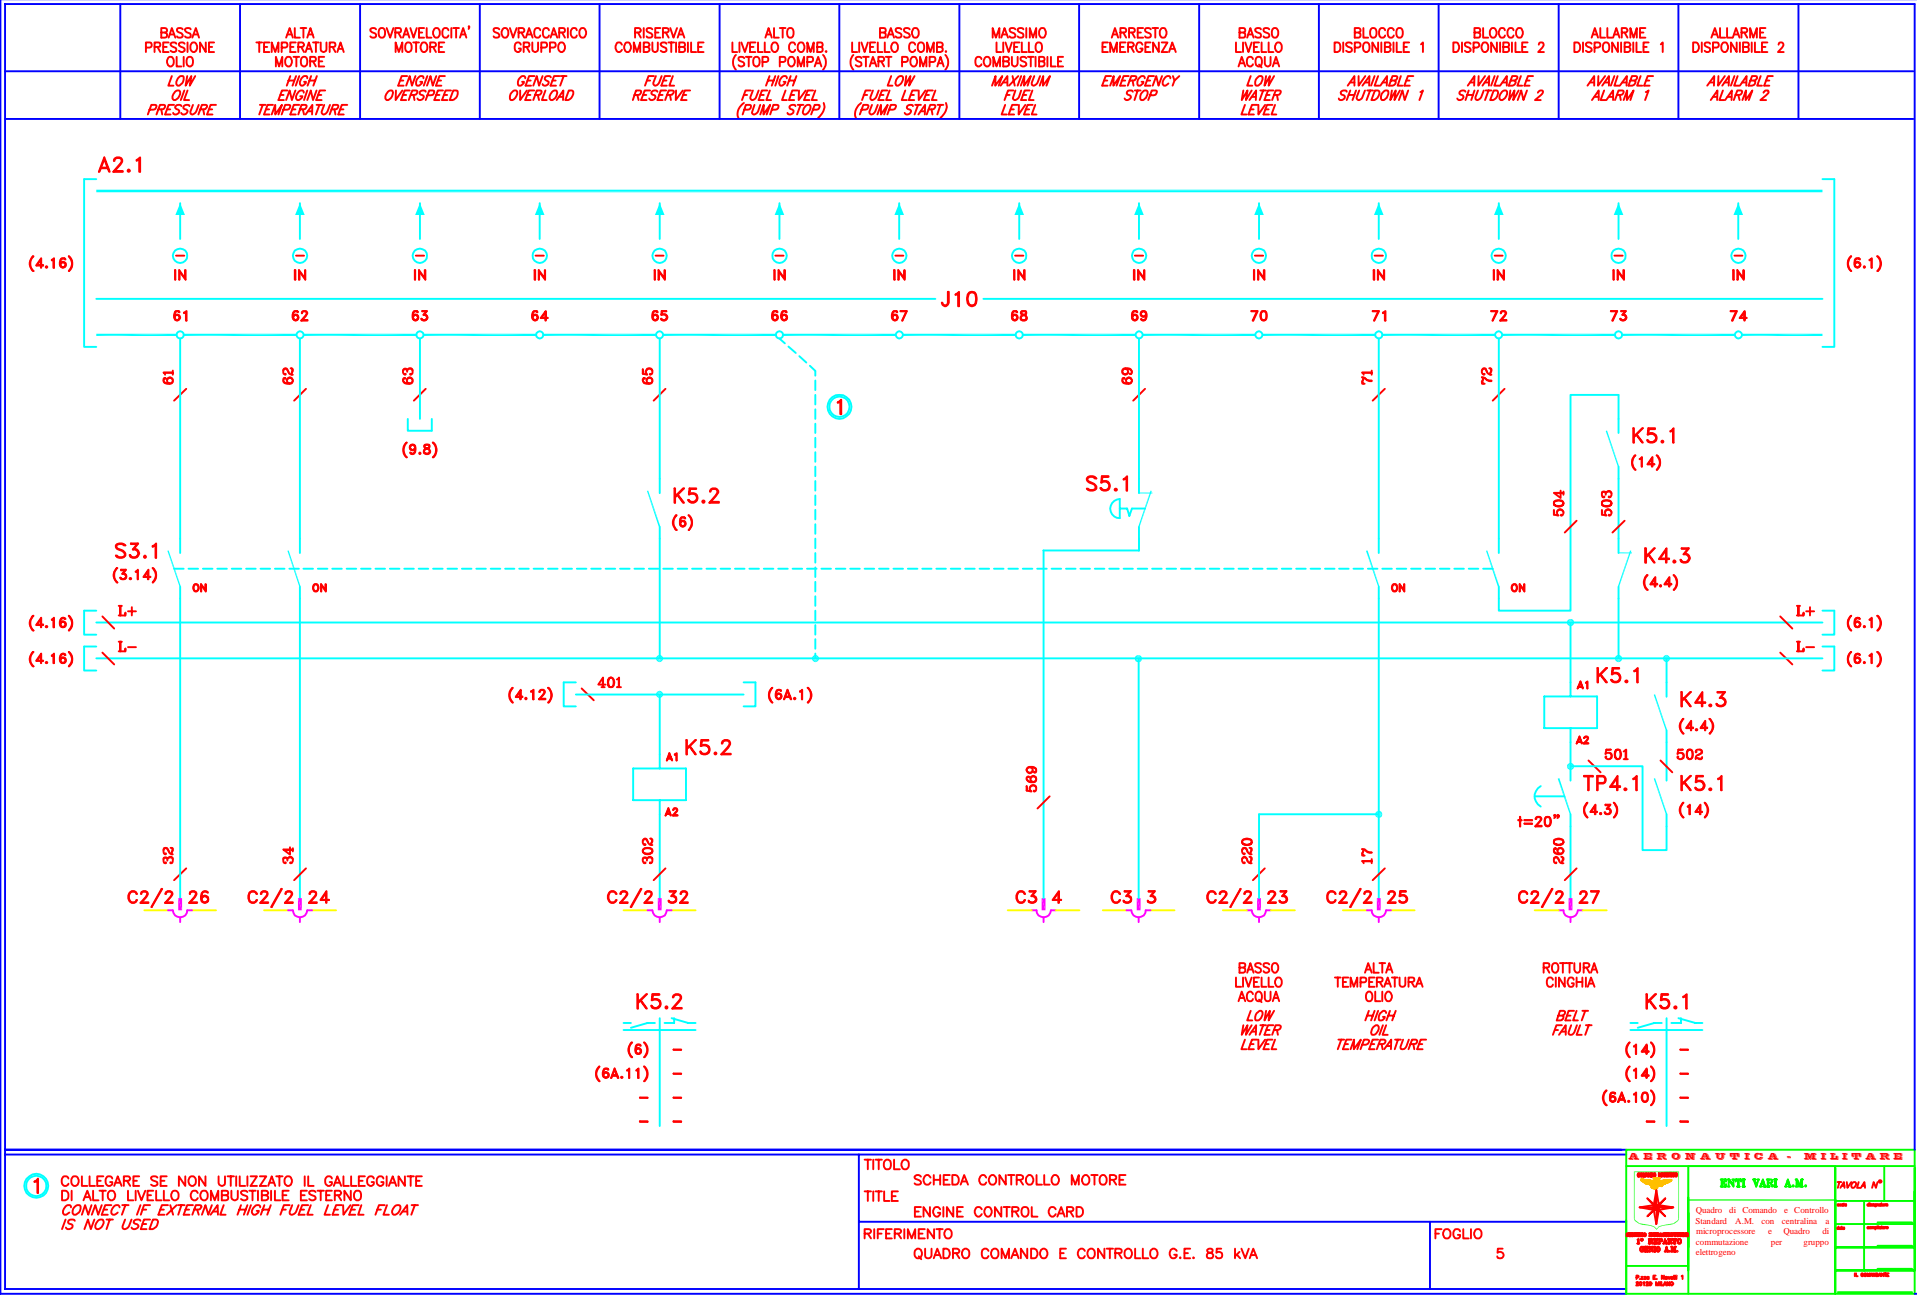 BASSA
PRESSIONE
OLIO
ALTA
TEMPERATURA
MOTORE
SOVRAVELOCITA'
MOTORE
SOVRACCARICO
GRUPPO
RISERVA
COMBUSTIBILE
ALTO
LIVELLO COMB.
(STOP POMPA)
BASSO
LIVELLO COMB.
(START POMPA)
MASSIMO
LIVELLO
COMBUSTIBILE
ARRESTO
EMERGENZA
BASSO
LIVELLO
ACQUA
BLOCCO
DISPONIBILE 1
BLOCCO
DISPONIBILE 2
ALLARME
DISPONIBILE 1
ALLARME
DISPONIBILE 2
LOW
OIL
PRESSURE
HIGH
ENGINE
TEMPERATURE
ENGINE
OVERSPEED
GENSET
OVERLOAD
FUEL
RESERVE
HIGH
FUEL LEVEL
(PUMP STOP)
LOW
FUEL LEVEL
(PUMP START)
MAXIMUM
FUEL
LEVEL
EMERGENCY
STOP
LOW
WATER
LEVEL
AVAILABLE
SHUTDOWN 1
AVAILABLE
SHUTDOWN 2
AVAILABLE
ALARM 1
AVAILABLE
ALARM 2
A2.1
(4.16)
IN IN IN IN IN IN IN IN IN IN IN IN IN IN
(6.1)
J10
61 62 63 64 65 66 67 68 69 70 71 72 73 74
61 62 63 65 69 71 72
(9.8)
1
K5.1
(14)
K5.2
(6)
S5.1
504 503
S3.1
(3.14)
ON ON ON ON
K4.3
(4.4)
(4.16) L+ L+ (6.1)
(4.16) L- L- (6.1)
(4.12) 401 (6A.1)
A1 K5.2
A2
A1 K5.1
A2
K4.3
(4.4)
501 502
TP4.1
(4.3)
t=20"
K5.1
(14)
569
32 34 302 220 17 260
C2/2 26
C2/2 24
C2/2 32
C3 4
C3 3
C2/2 23
C2/2 25
C2/2 27
BASSO
LIVELLO
ACQUA
LOW
WATER
LEVEL
ALTA
TEMPERATURA
OLIO
HIGH
OIL
TEMPERATURE
ROTTURA
CINGHIA
BELT
FAULT
K5.2
(6) -
(6A.11) -
- -
- -
K5.1
(14) -
(14) -
(6A.10) -
- -
1 COLLEGARE SE NON UTILIZZATO IL GALLEGGIANTE
DI ALTO LIVELLO COMBUSTIBILE ESTERNO
CONNECT IF EXTERNAL HIGH FUEL LEVEL FLOAT
IS NOT USED
TITOLO
SCHEDA CONTROLLO MOTORE
TITLE
ENGINE CONTROL CARD
RIFERIMENTO
QUADRO COMANDO E CONTROLLO G.E. 85 kVA
FOGLIO
5
AERONAUTICA - MILITARE
ENTI VARI A.M.
TAVOLA N°
Quadro di Comando e Controllo
Standard A.M. con centralina a
microprocessore e Quadro di
commutazione per gruppo
elettrogeno
1° REPARTO
GENIO A.M.
P.zza E. Novelli 1
20129 MILANO
IL COMANDANTE